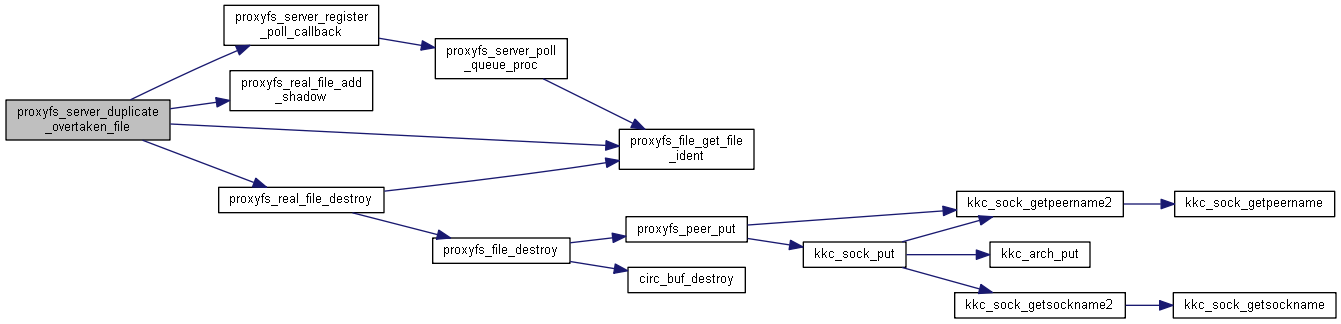 proxyfs_server_register
_poll_callback
proxyfs_server_poll
_queue_proc
proxyfs_real_file_add
_shadow
proxyfs_server_duplicate
_overtaken_file
proxyfs_file_get_file
_ident
proxyfs_real_file_destroy
kkc_sock_getpeername2
kkc_sock_getpeername
proxyfs_peer_put
proxyfs_file_destroy
kkc_sock_put
kkc_arch_put
circ_buf_destroy
kkc_sock_getsockname2
kkc_sock_getsockname